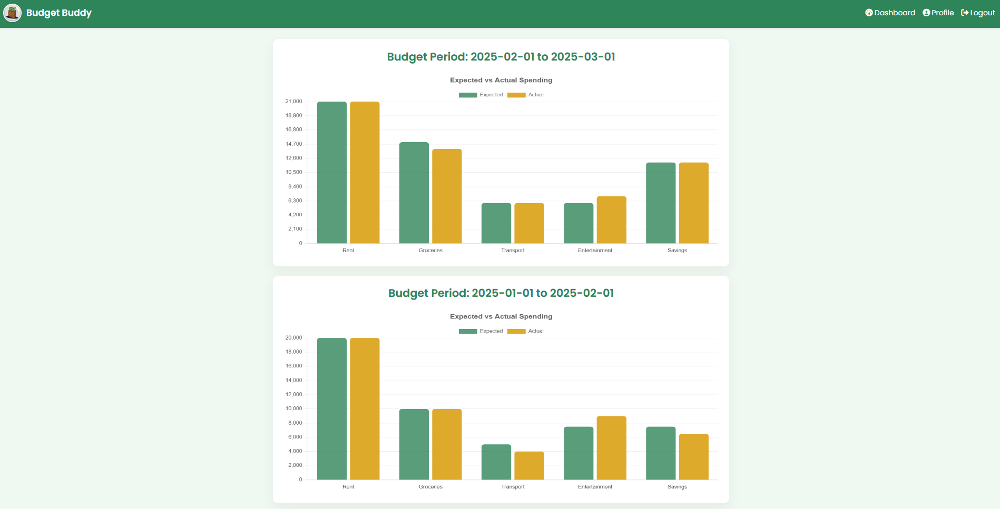 Budget Buddy
Dashboard Profile Logout
Budget Period: 2025-02-01 to 2025-03-01
Expected vs Actual Spending
Expected Actual
21,000
18,900
16,800
14,700
12,600
10,500
8,400
6,300
4,200
2,100
0
Rent Groceries Transport Entertainment Savings
Budget Period: 2025-01-01 to 2025-02-01
Expected vs Actual Spending
Expected Actual
20,000
18,000
16,000
14,000
12,000
10,000
8,000
6,000
4,000
2,000
0
Rent Groceries Transport Entertainment Savings